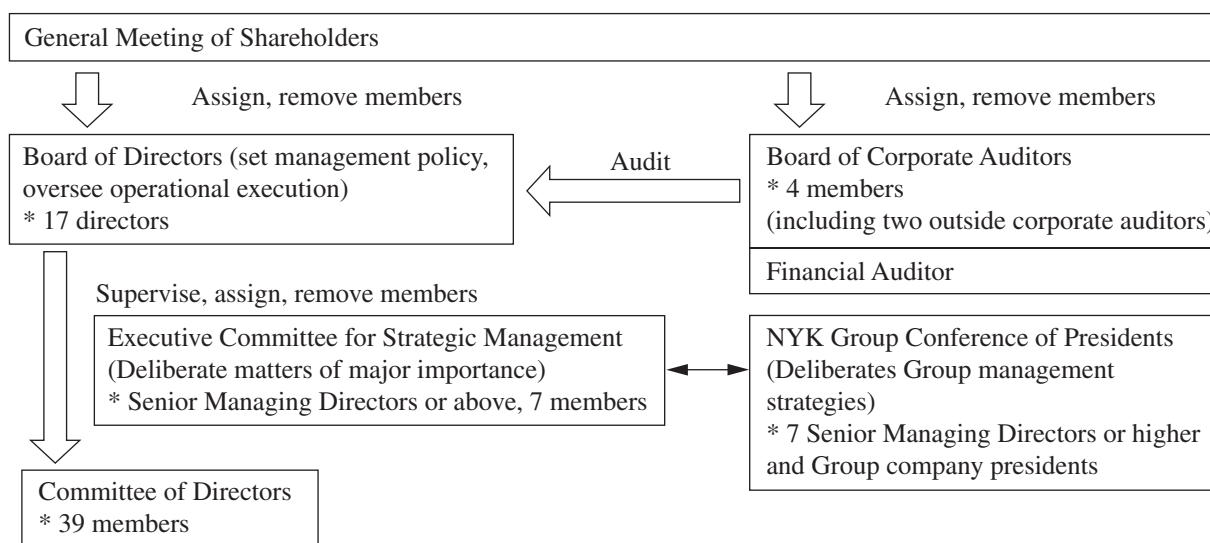 General Meeting of Shareholders
Assign, remove members
Assign, remove members
Board of Directors (set management policy,
oversee operational execution)
* 17 directors
Audit
Board of Corporate Auditors
* 4 members
(including two outside corporate auditors)
Financial Auditor
Supervise, assign, remove members
Executive Committee for Strategic Management
(Deliberate matters of major importance)
* Senior Managing Directors or above, 7 members
NYK Group Conference of Presidents
(Deliberates Group management
strategies)
* 7 Senior Managing Directors or higher
and Group company presidents
Committee of Directors
* 39 members